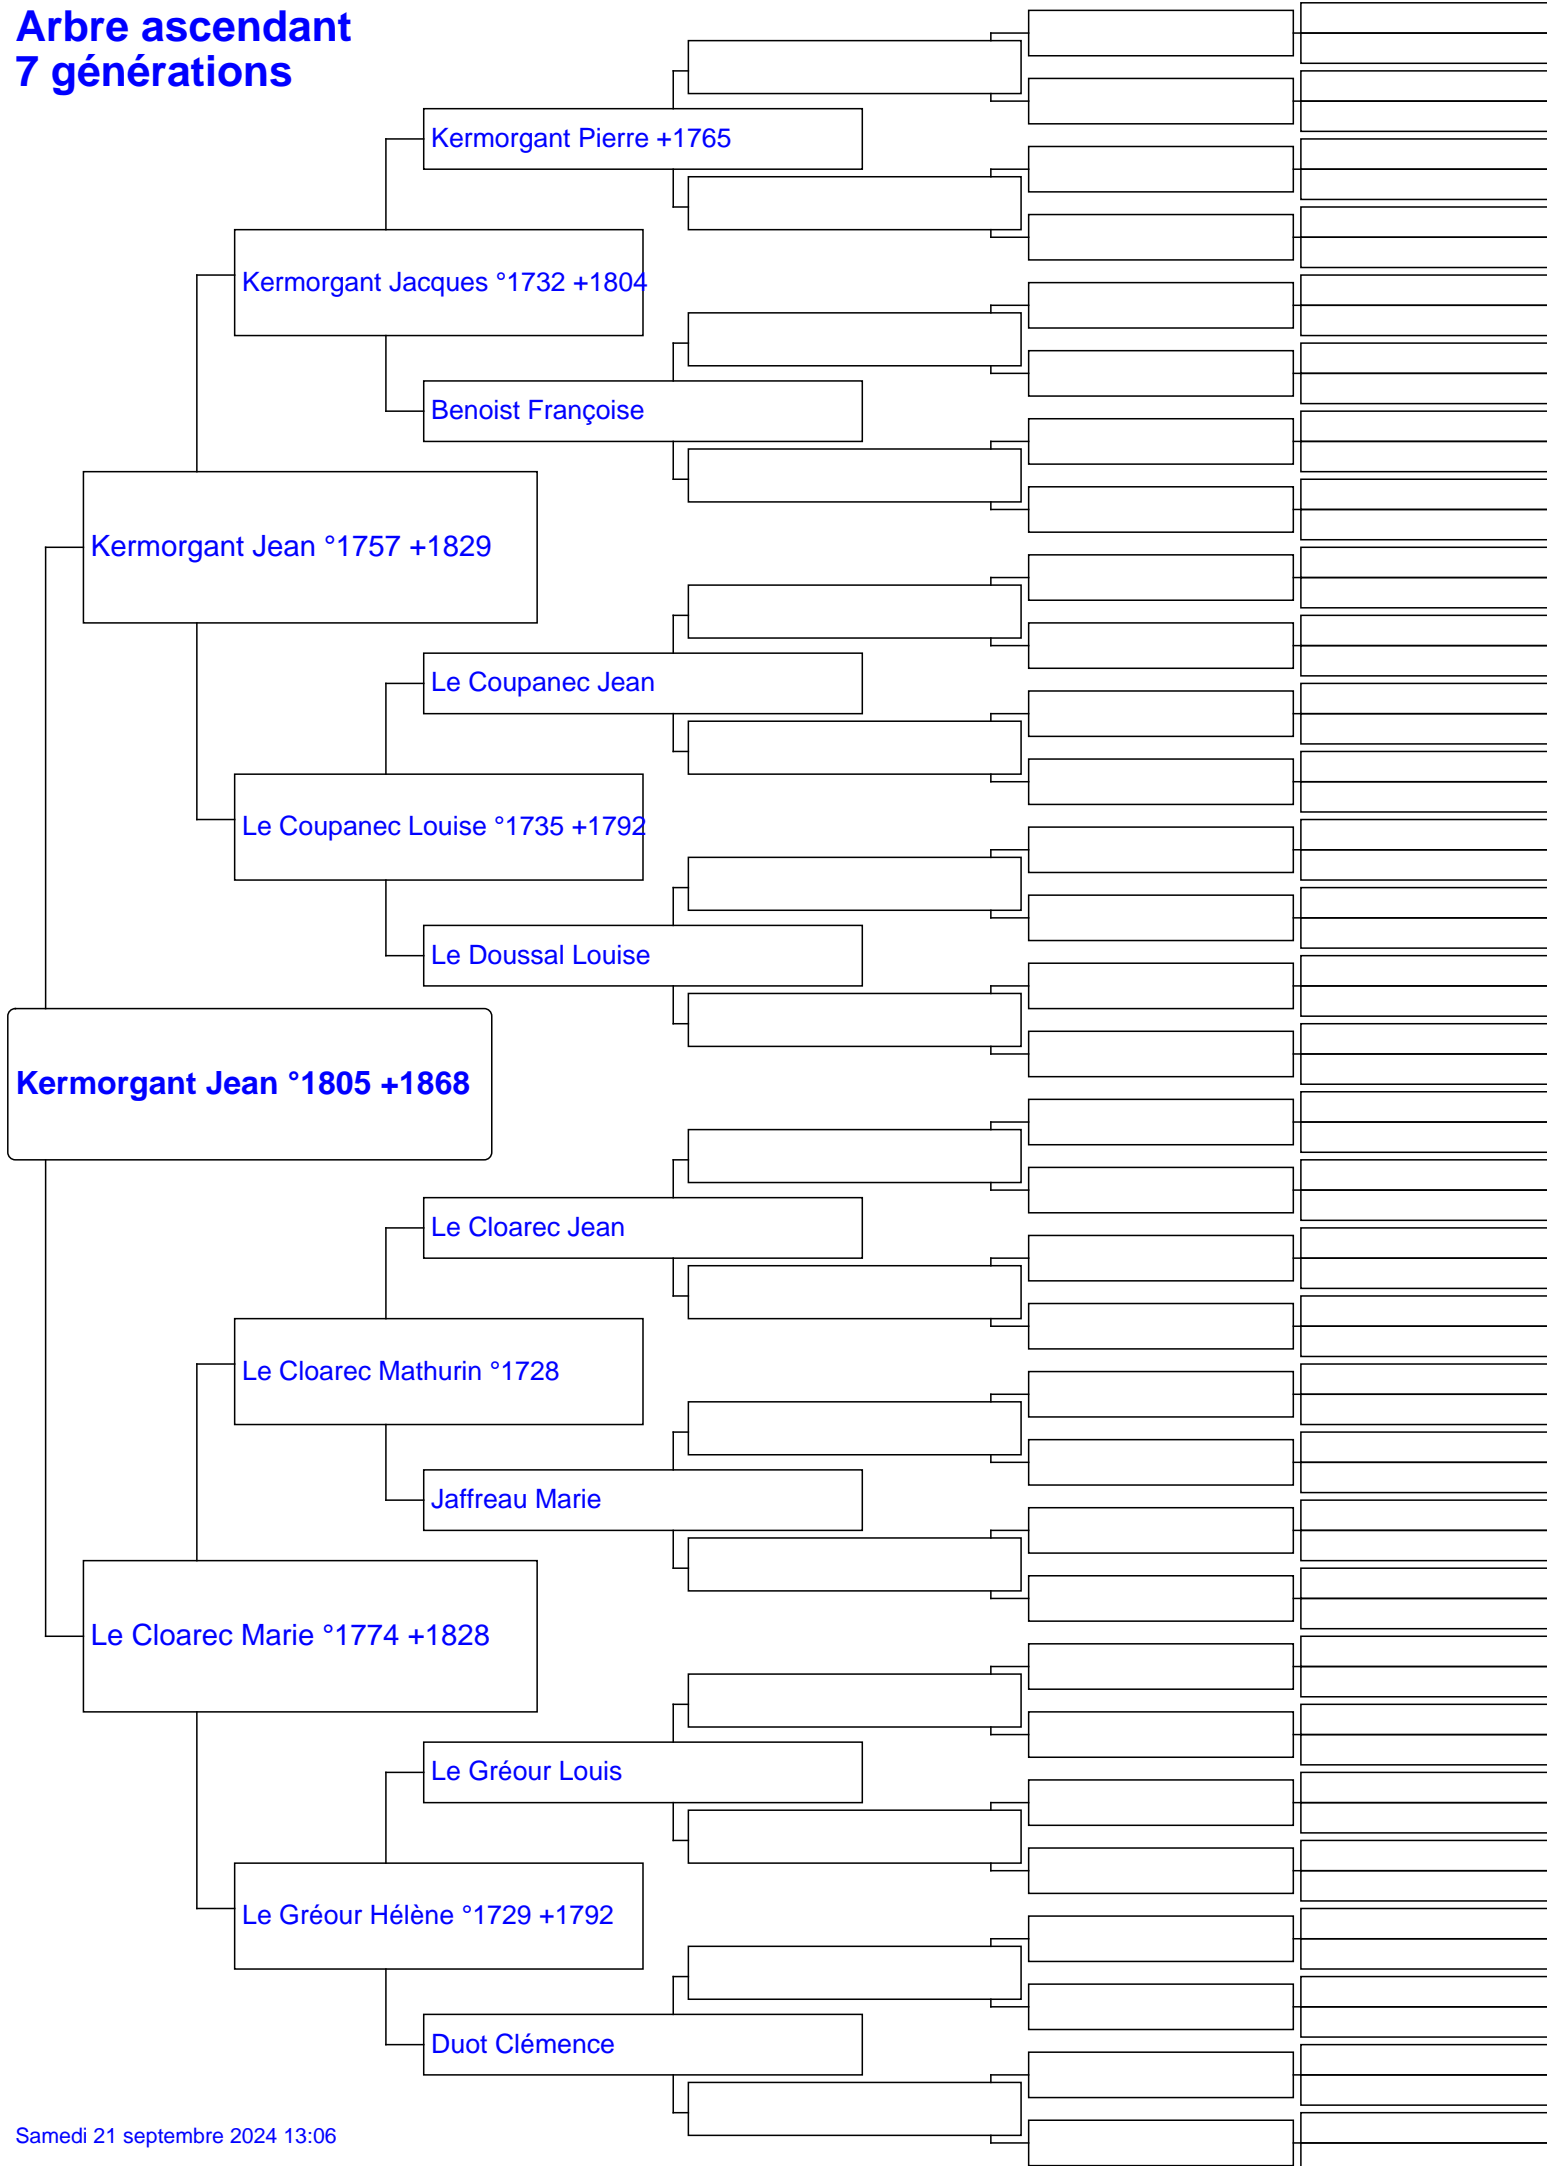 Arbre ascendant
7 générations
Kermorgant Pierre +1765
Kermorgant Jacques °1732 +1804
Benoist Françoise
Kermorgant Jean °1757 +1829
Le Coupanec Jean
Le Coupanec Louise °1735 +1792
Le Doussal Louise
Kermorgant Jean °1805 +1868
Le Cloarec Jean
Le Cloarec Mathurin °1728
Jaffreau Marie
Le Cloarec Marie °1774 +1828
Le Gréour Louis
Le Gréour Hélène °1729 +1792
Duot Clémence
Samedi 21 septembre 2024 13:06